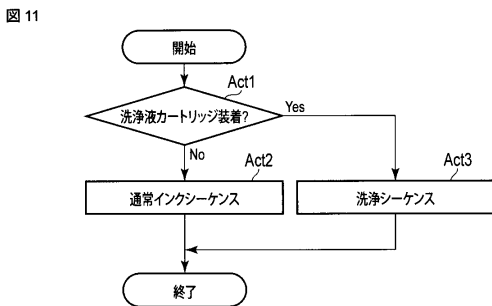 図 11
開始
Act1
洗浄液カートリッジ装着?
Yes
No
Act2
通常インクシーケンス
Act3
洗浄シーケンス
終了